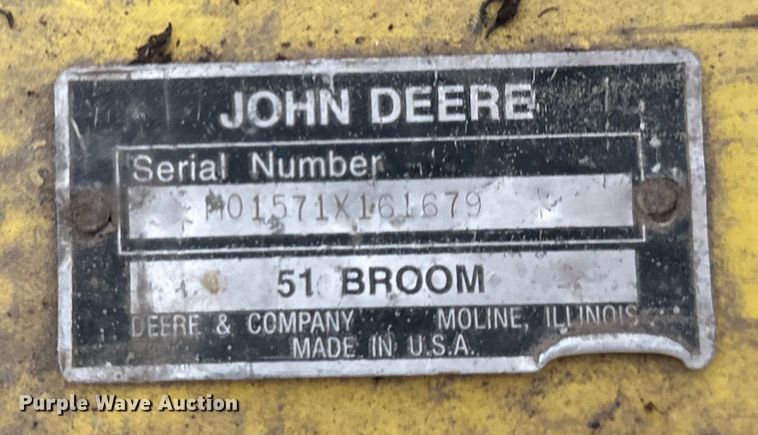 JOHN DEERE
Serial Number
M01571X161679
51 BROOM
DEERE & COMPANY MOLINE, ILLINOIS
MADE IN U.S.A.
Purple Wave Auction